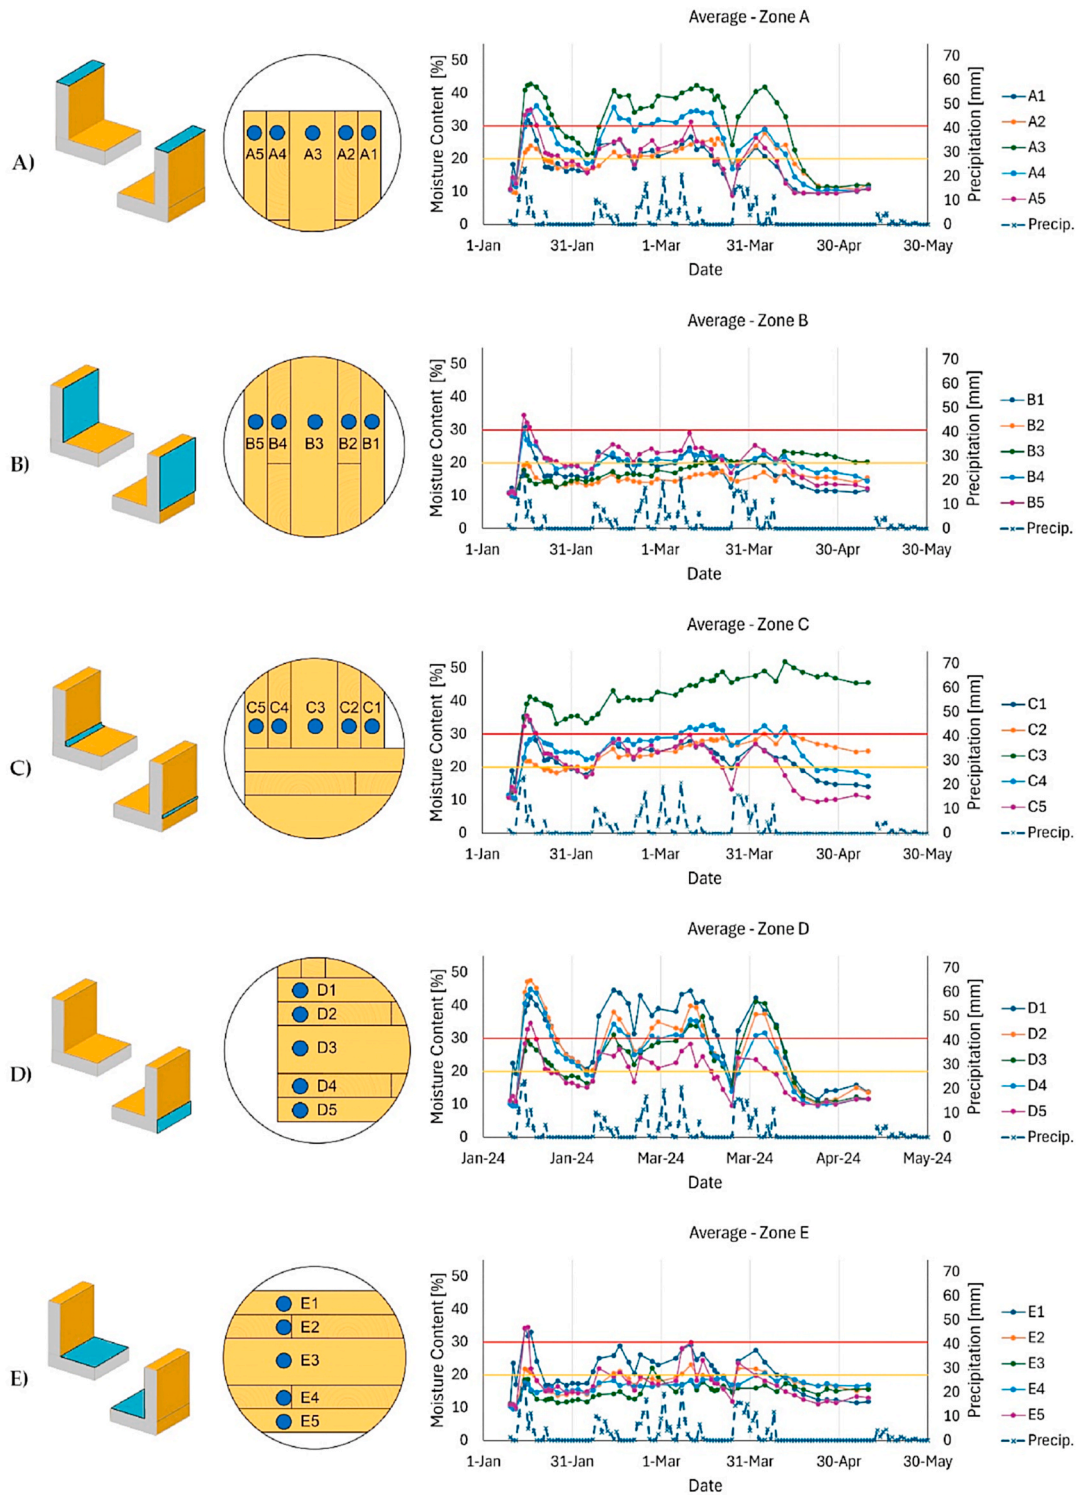 Average - Zone A
A)
A5 A4 A3 A2 A1
Moisture Content [%]
50
40
30
20
10
0
70
60
50
40
30
20
10
0
Precipitation [mm]
1-Jan 31-Jan 1-Mar 31-Mar 30-Apr 30-May
Date
A1
A2
A3
A4
A5
Precip.
Average - Zone B
B)
B5 B4 B3 B2 B1
Moisture Content [%]
50
40
30
20
10
0
70
60
50
40
30
20
10
0
Precipitation [mm]
1-Jan 31-Jan 1-Mar 31-Mar 30-Apr 30-May
Date
B1
B2
B3
B4
B5
Precip.
Average - Zone C
C)
C5 C4 C3 C2 C1
Moisture Content [%]
50
40
30
20
10
0
70
60
50
40
30
20
10
0
Precipitation [mm]
1-Jan 31-Jan 1-Mar 31-Mar 30-Apr 30-May
Date
C1
C2
C3
C4
C5
Precip.
Average - Zone D
D)
D1
D2
D3
D4
D5
Moisture Content [%]
50
40
30
20
10
0
70
60
50
40
30
20
10
0
Precipitation [mm]
Jan-24 Jan-24 Mar-24 Mar-24 Apr-24 May-24
Date
D1
D2
D3
D4
D5
Precip.
Average - Zone E
E)
E1
E2
E3
E4
E5
Moisture Content [%]
50
40
30
20
10
0
70
60
50
40
30
20
10
0
Precipitation [mm]
1-Jan 31-Jan 1-Mar 31-Mar 30-Apr 30-May
Date
E1
E2
E3
E4
E5
Precip.